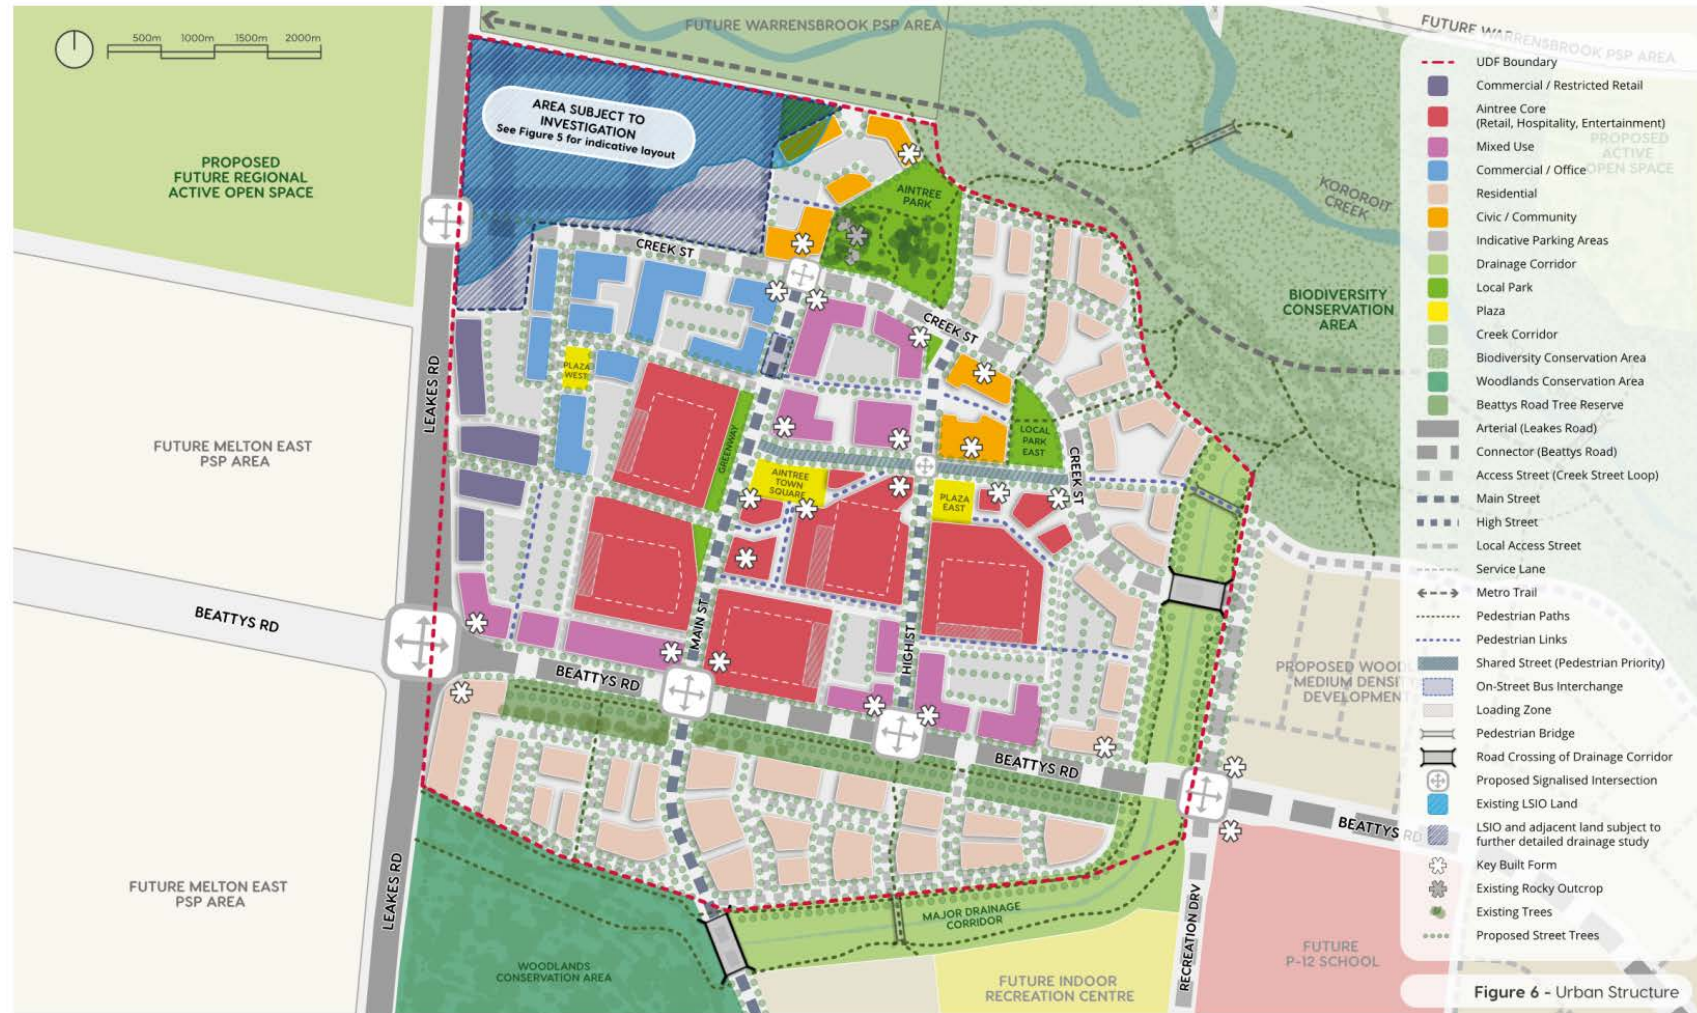 500m 1000m 1500m 2000m
FUTURE WARRENSBROOK PSP AREA
FUTURE WARRENSBROOK PSP AREA
PROPOSED
FUTURE REGIONAL
ACTIVE OPEN SPACE
AREA SUBJECT TO
INVESTIGATION
See Figure 5 for indicative layout
AINTREE
PARK
KOROROIT
CREEK
PROPOSED
ACTIVE
OPEN SPACE
BIODIVERSITY
CONSERVATION
AREA
CREEK ST
CREEK ST
CREEK ST
LEAKES RD
PLAZA
WEST
GREENWAY
AINTREE
TOWN
SQUARE
LOCAL
PARK
EAST
PLAZA
EAST
FUTURE MELTON EAST
PSP AREA
BEATTYS RD
MAIN ST
HIGH ST
BEATTYS RD
BEATTYS RD
BEATTYS RD
PROPOSED WOOD
MEDIUM DENSITY
DEVELOPMENT
LEAKES RD
FUTURE MELTON EAST
PSP AREA
WOODLANDS
CONSERVATION AREA
MAJOR DRAINAGE
CORRIDOR
FUTURE INDOOR
RECREATION CENTRE
RECREATION DRV
FUTURE
P-12 SCHOOL
UDF Boundary
Commercial / Restricted Retail
Aintree Core
(Retail, Hospitality, Entertainment)
Mixed Use
Commercial / Office
Residential
Civic / Community
Indicative Parking Areas
Drainage Corridor
Local Park
Plaza
Creek Corridor
Biodiversity Conservation Area
Woodlands Conservation Area
Beattys Road Tree Reserve
Arterial (Leakes Road)
Connector (Beattys Road)
Access Street (Creek Street Loop)
Main Street
High Street
Local Access Street
Service Lane
Metro Trail
Pedestrian Paths
Pedestrian Links
Shared Street (Pedestrian Priority)
On-Street Bus Interchange
Loading Zone
Pedestrian Bridge
Road Crossing of Drainage Corridor
Proposed Signalised Intersection
Existing LSIO Land
LSIO and adjacent land subject to
further detailed drainage study
Key Built Form
Existing Rocky Outcrop
Existing Trees
Proposed Street Trees
Figure 6 - Urban Structure